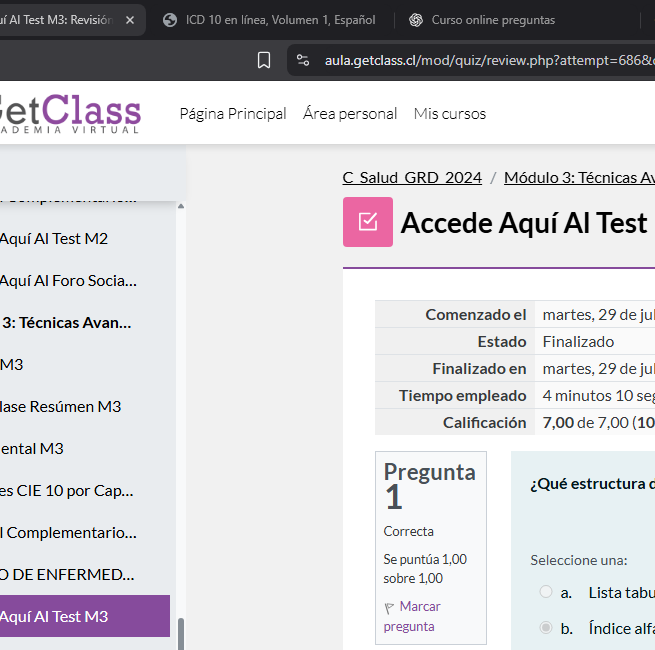 uí Al Test M3: Revisión
ICD 10 en línea, Volumen 1, Español
Curso online preguntas
aula.getclass.cl/mod/quiz/review.php?attempt=686&
GetClass
ADEMIA VIRTUAL
Página Principal
Área personal
Mis cursos
C_Salud_GRD_2024 / Módulo 3: Técnicas Av
Aquí Al Test M2
Aquí Al Foro Socia...
3: Técnicas Avan...
M3
lase Resúmen M3
ental M3
es CIE 10 por Cap...
l Complementario...
O DE ENFERMED...
Aquí Al Test M3
Accede Aquí Al Test
Comenzado el martes, 29 de jul
Estado Finalizado
Finalizado en martes, 29 de jul
Tiempo empleado 4 minutos 10 seg
Calificación 7,00 de 7,00 (10
Pregunta
1
Correcta
Se puntúa 1,00
sobre 1,00
Marcar
pregunta
¿Qué estructura
Seleccione una:
a. Lista tabu
b. Índice alfa